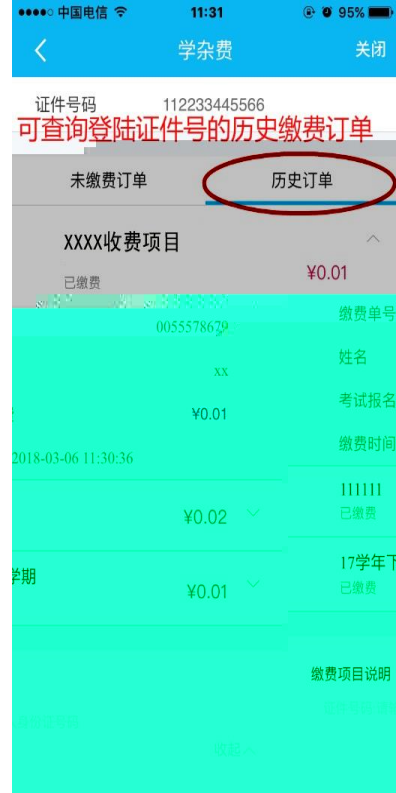 中国电信 11:31 95%
学杂费 关闭
证件号码 112233445566
可查询登陆证件号的历史缴费订单
未缴费订单 历史订单
XXXX收费项目
已缴费 ¥0.01
缴费单号
0055578679
姓名
xx
考试报名
¥0.01
缴费时间
2018-03-06 11:30:36
111111
已缴费
¥0.02
17学年下
学期
已缴费
¥0.01
缴费项目说明
收起